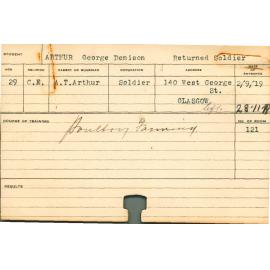 STUDENT ARTHUR George Denison Returned Soldier
AGE RELIGION PARENT OR GUARDIAN OCCUPATION ADDRESS DATE
29 C.E. A.T.Arthur Soldier 140 West George 2/9/19
St.
GLASGOW left 28.11.19
COURSE OF TRAINING NO. OF ROOM
Poultry Farming 121
RESULTS